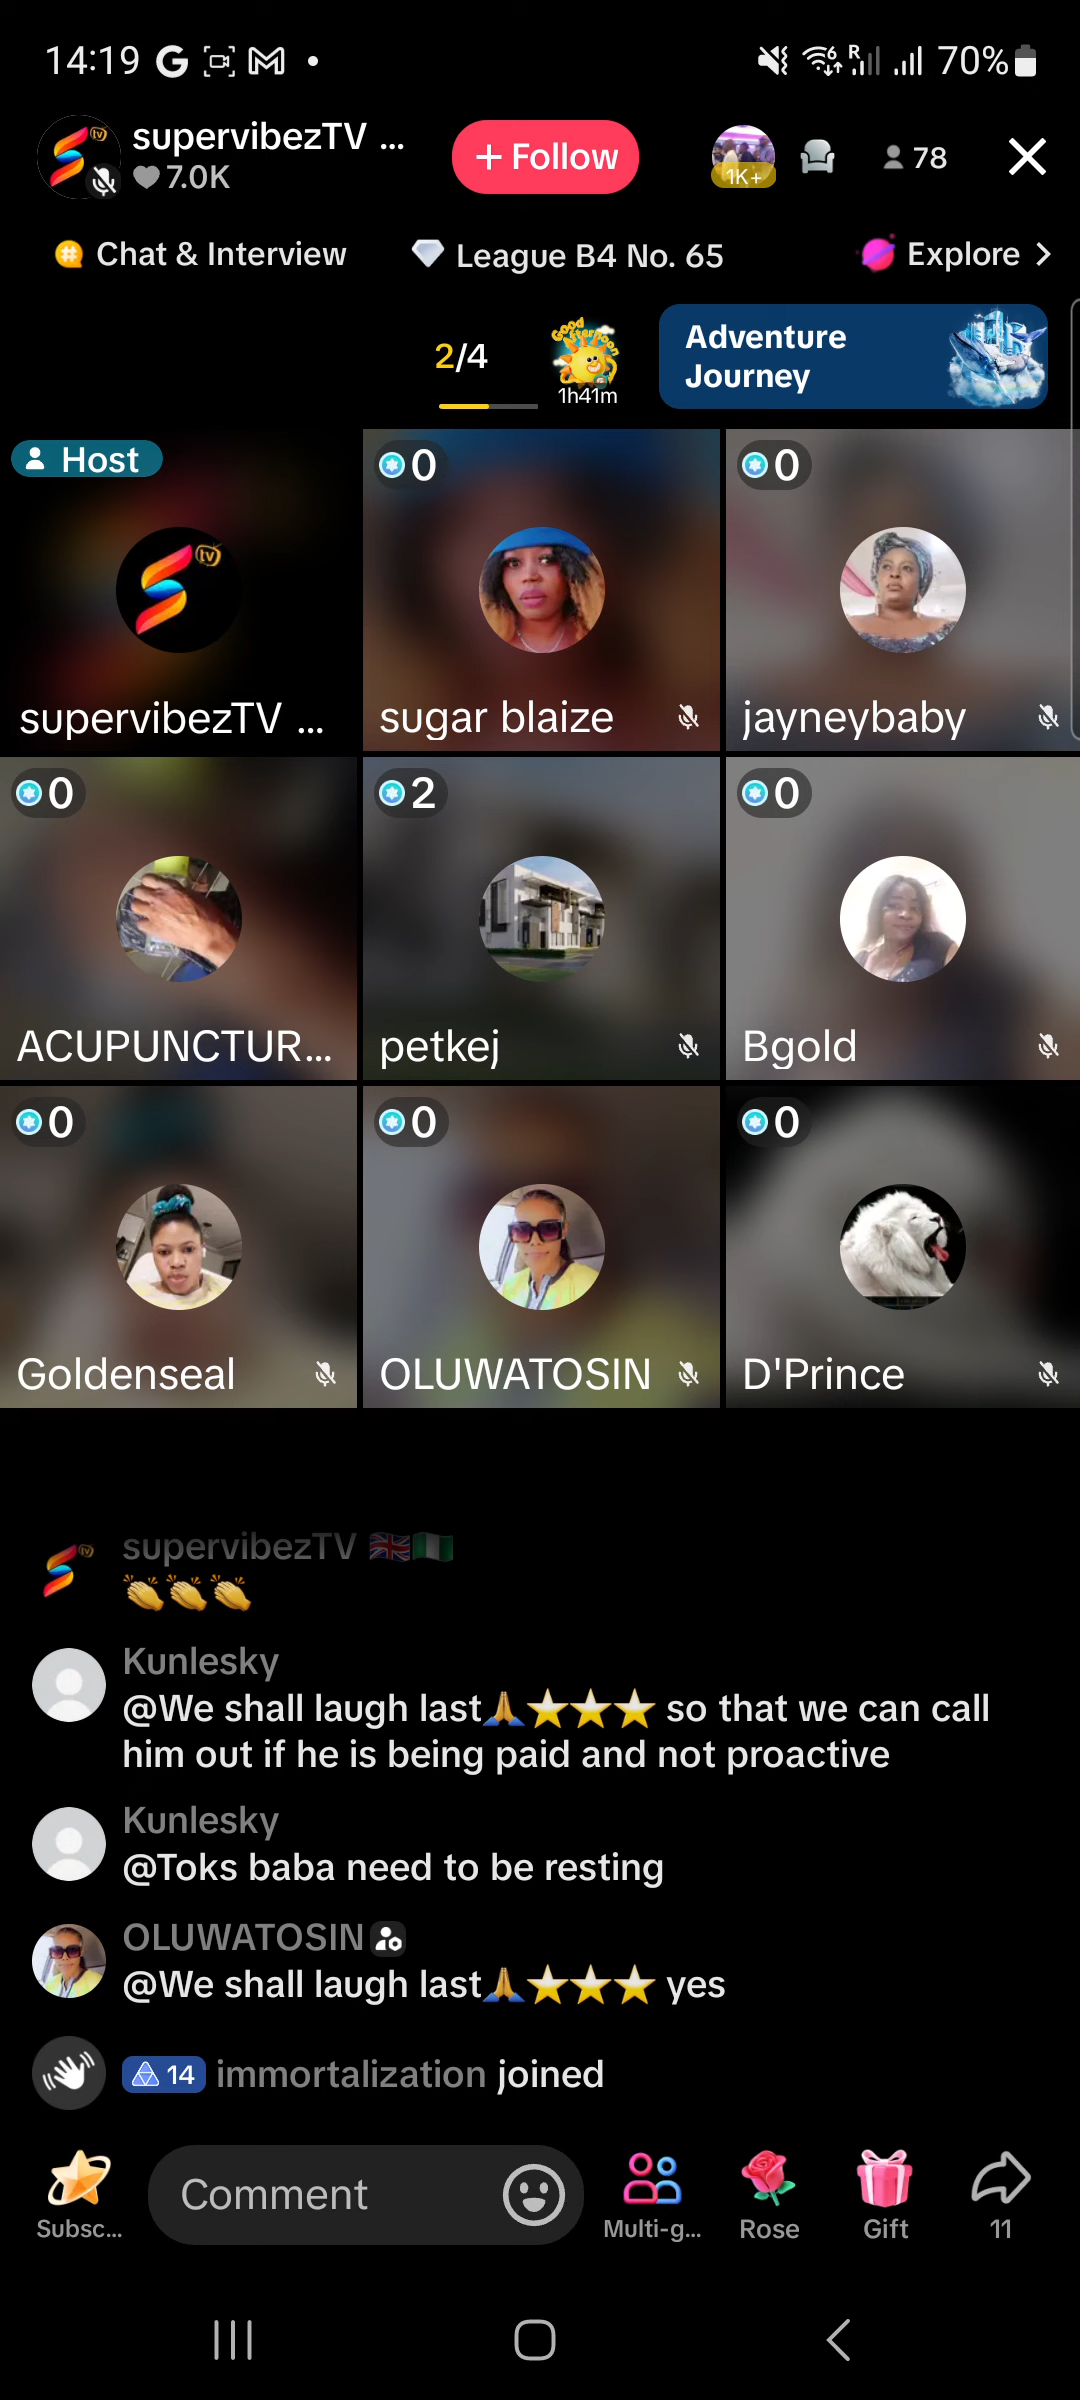 14:19
70%
supervibezTV ...
7.0K
+ Follow
1K+
78
Chat & Interview
League B4 No. 65
Explore >
2/4
Good Afternoon
1h41m
Adventure
Journey
Host
tv
supervibezTV ...
0
sugar blaize
0
jayneybaby
0
ACUPUNCTUR...
2
petkej
0
Bgold
0
Goldenseal
0
OLUWATOSIN
0
D'Prince
supervibezTV 🇬🇧🇳🇬
👏👏👏
Kunlesky
@We shall laugh last🙏⭐⭐⭐ so that we can call
him out if he is being paid and not proactive
Kunlesky
@Toks baba need to be resting
OLUWATOSIN
@We shall laugh last🙏⭐⭐⭐ yes
14 immortalization joined
Subsc...
Comment
Multi-g...
Rose
Gift
11